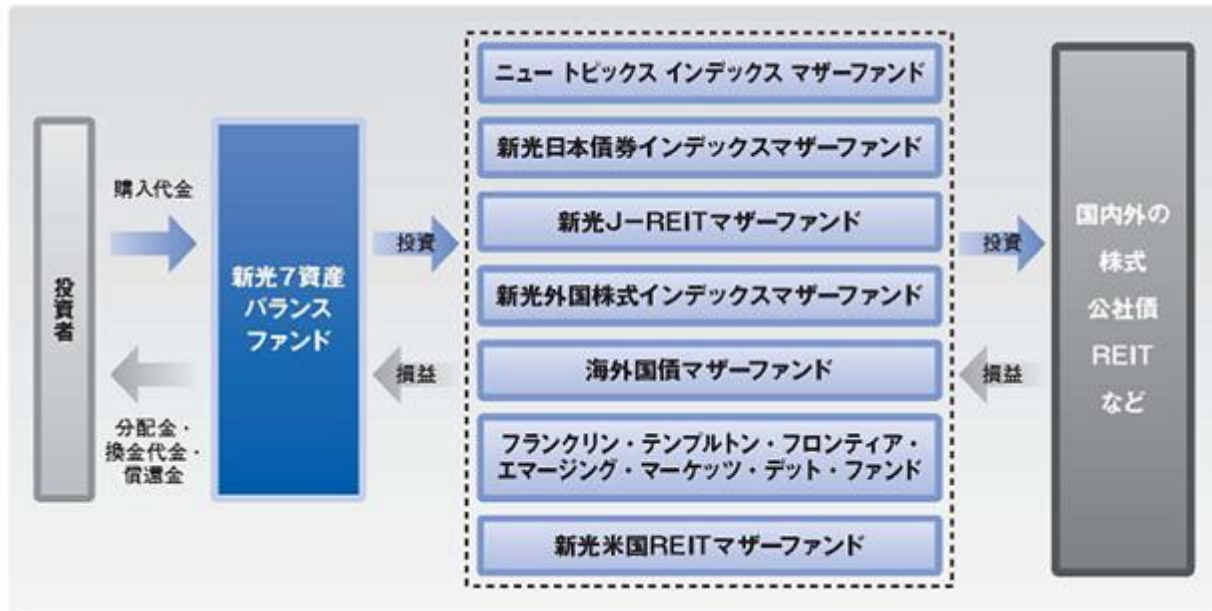 投資者
購入代金
分配金・
換金代金・
償還金
新光7資産
バランス
ファンド
投資
損益
ニュー トピックス インデックス マザーファンド
新光日本債券インデックスマザーファンド
新光J－REITマザーファンド
新光外国株式インデックスマザーファンド
海外国債マザーファンド
フランクリン・テンプルトン・フロンティア・
エマージング・マーケッツ・デット・ファンド
新光米国REITマザーファンド
投資
損益
国内外の
株式
公社債
REIT
など